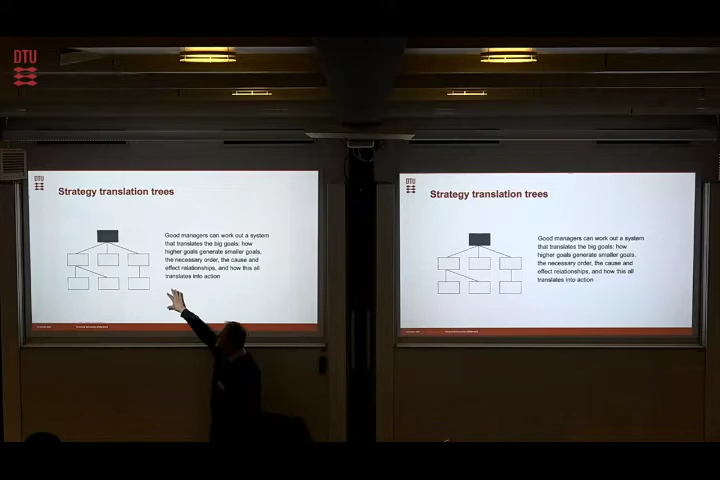 DTU
DTU
Strategy translation trees
Good managers can work out a system
that translates the big goals: how
higher goals generate smaller goals,
the necessary order, the cause and
effect relationships, and how this all
translates into action
DTU
Strategy translation trees
Good managers can work out a system
that translates the big goals: how
higher goals generate smaller goals,
the necessary order, the cause and
effect relationships, and how this all
translates into action